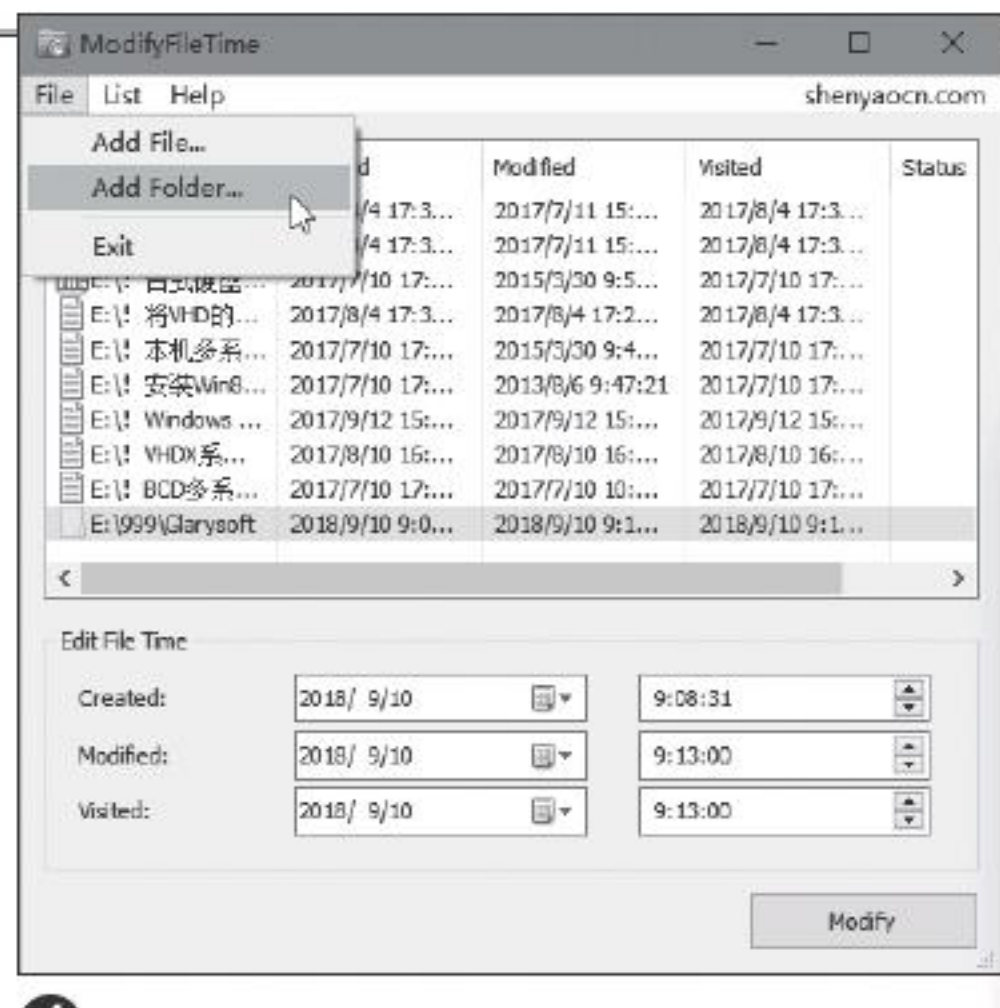 ModifyFileTime
File List Help shenyaocn.com
Add File...
Add Folder...
Exit
d Modified Visited Status
/4 17:3... 2017/7/11 15:... 2017/8/4 17:3...
/4 17:3... 2017/7/11 15:... 2017/8/4 17:3...
2017/7/10 17:... 2015/3/30 9:5... 2017/7/10 17:...
E:\! 将VHD的... 2017/8/4 17:3... 2017/8/4 17:2... 2017/8/4 17:3...
E:\! 本机多系... 2017/7/10 17:... 2015/3/30 9:4... 2017/7/10 17:...
E:\! 安装Win8... 2017/7/10 17:... 2013/8/6 9:47:21 2017/7/10 17:...
E:\! Windows ... 2017/9/12 15:... 2017/9/12 15:... 2017/9/12 15:...
E:\! VHDX系... 2017/8/10 16:... 2017/8/10 16:... 2017/8/10 16:...
E:\! BCD多系... 2017/7/10 17:... 2017/7/10 10:... 2017/7/10 17:...
E:\999\Glarysoft 2018/9/10 9:0... 2018/9/10 9:1... 2018/9/10 9:1...
Edit File Time
Created: 2018/ 9/10 9:08:31
Modified: 2018/ 9/10 9:13:00
Visited: 2018/ 9/10 9:13:00
Modify